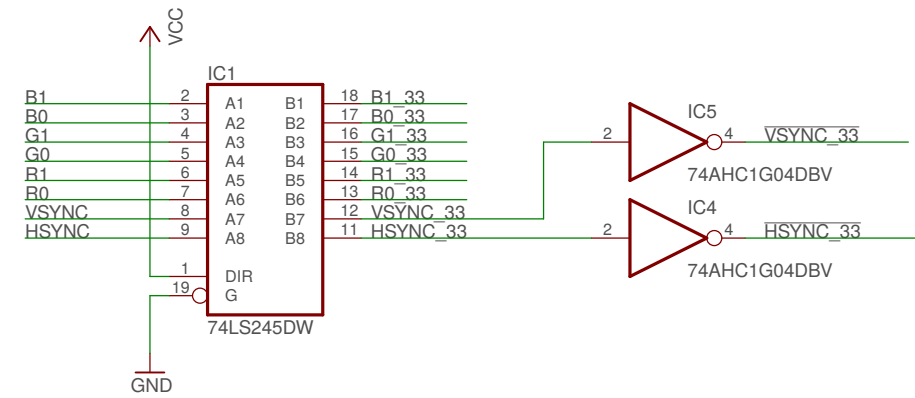 VCC
IC1
B1 2 A1 B1 18 B1_33
B0 3 A2 B2 17 B0_33
G1 4 A3 B3 16 G1_33
G0 5 A4 B4 15 G0_33
R1 6 A5 B5 14 R1_33
R0 7 A6 B6 13 R0_33
VSYNC 8 A7 B7 12 VSYNC_33
HSYNC 9 A8 B8 11 HSYNC_33
1 DIR
19 G
74LS245DW
GND
IC5
2 4 VSYNC_33
74AHC1G04DBV
IC4
2 4 HSYNC_33
74AHC1G04DBV